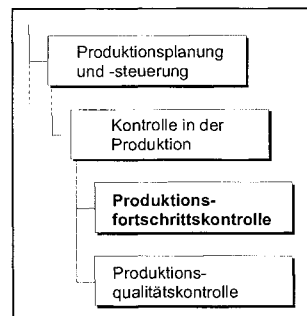 Produktionsplanung
und -steuerung
Kontrolle in der
Produktion
Produktions-
fortschrittskontrolle
Produktions-
qualitätskontrolle